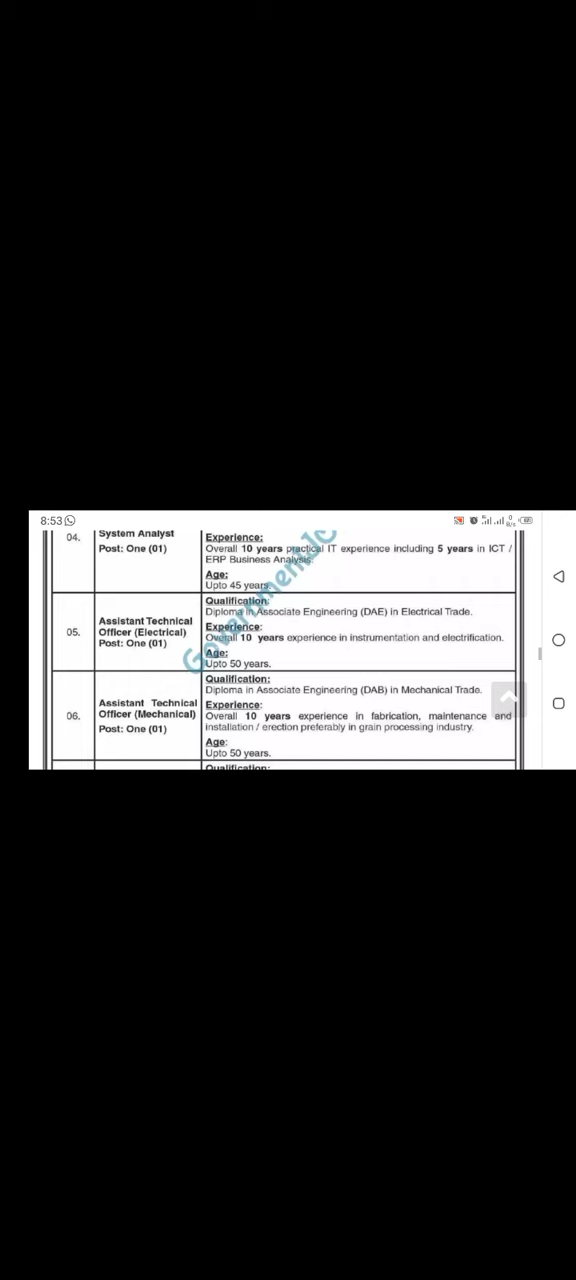 8:53
04.
System Analyst
Post: One (01)
Experience:
Overall 10 years practical IT experience including 5 years in ICT /
ERP Business Analysis.
Age:
Upto 45 years.
05.
Assistant Technical
Officer (Electrical)
Post: One (01)
Qualification:
Diploma in Associate Engineering (DAE) in Electrical Trade.
Experience:
Overall 10 years experience in instrumentation and electrification.
Age:
Upto 50 years.
06.
Assistant Technical
Officer (Mechanical)
Post: One (01)
Qualification:
Diploma in Associate Engineering (DAB) in Mechanical Trade.
Experience:
Overall 10 years experience in fabrication, maintenance and
installation / erection preferably in grain processing industry.
Age:
Upto 50 years.
Qualification: